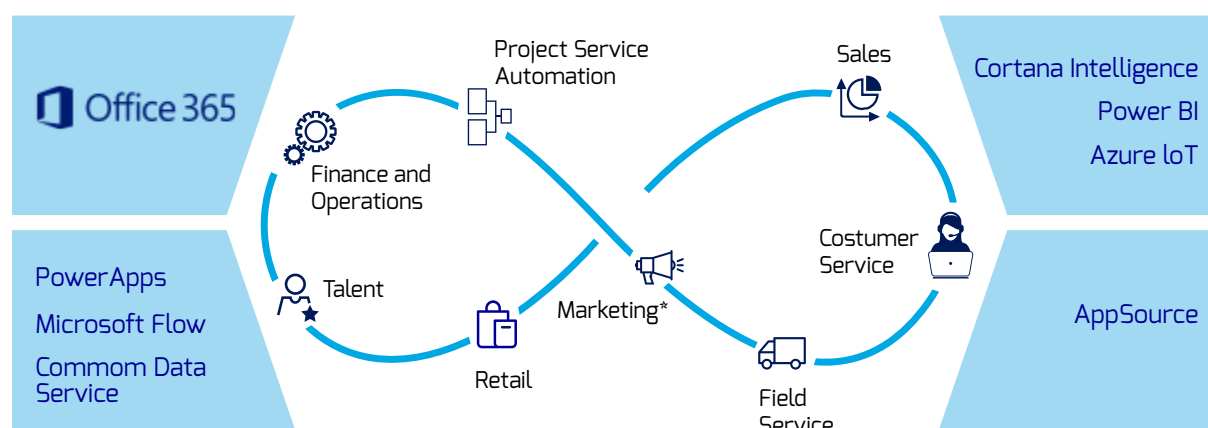 Office 365
Project Service
Automation
Sales
Cortana Intelligence
Power BI
Azure loT
Finance and
Operations
Costumer
Service
PowerApps
Microsoft Flow
Commom Data
Service
Talent
Retail
Marketing*
Field
Service
AppSource